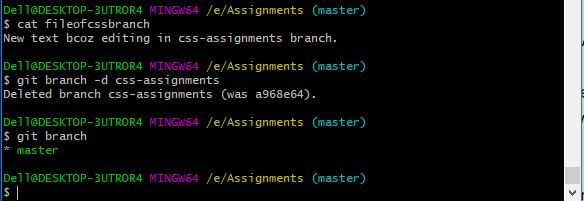 Dell@DESKTOP-3UTROR4 MINGW64 /e/Assignments (master)
$ cat fileofcssbranch
New text bcoz editing in css-assignments branch.
Dell@DESKTOP-3UTROR4 MINGW64 /e/Assignments (master)
$ git branch -d css-assignments
Deleted branch css-assignments (was a968e64).
Dell@DESKTOP-3UTROR4 MINGW64 /e/Assignments (master)
$ git branch
* master
Dell@DESKTOP-3UTROR4 MINGW64 /e/Assignments (master)
$